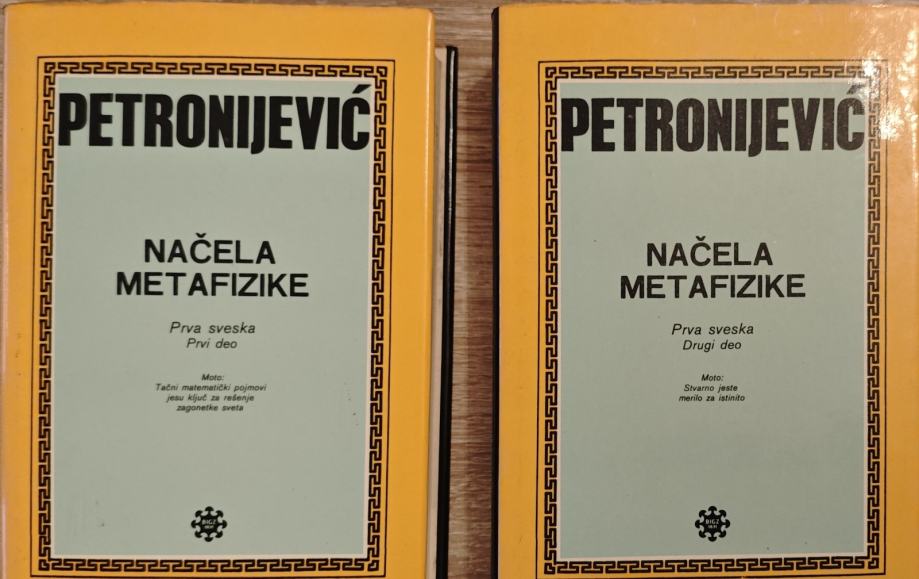 PETRONIJEVIĆ
NAČELA
METAFIZIKE
Prva sveska
Prvi deo
Moto:
Tačni matematički pojmovi
jesu ključ za rešenje
zagonetke sveta
BIGZ
PETRONIJEVIĆ
NAČELA
METAFIZIKE
Prva sveska
Drugi deo
Moto:
Stvarno jeste
merilo za istinito
BIGZ